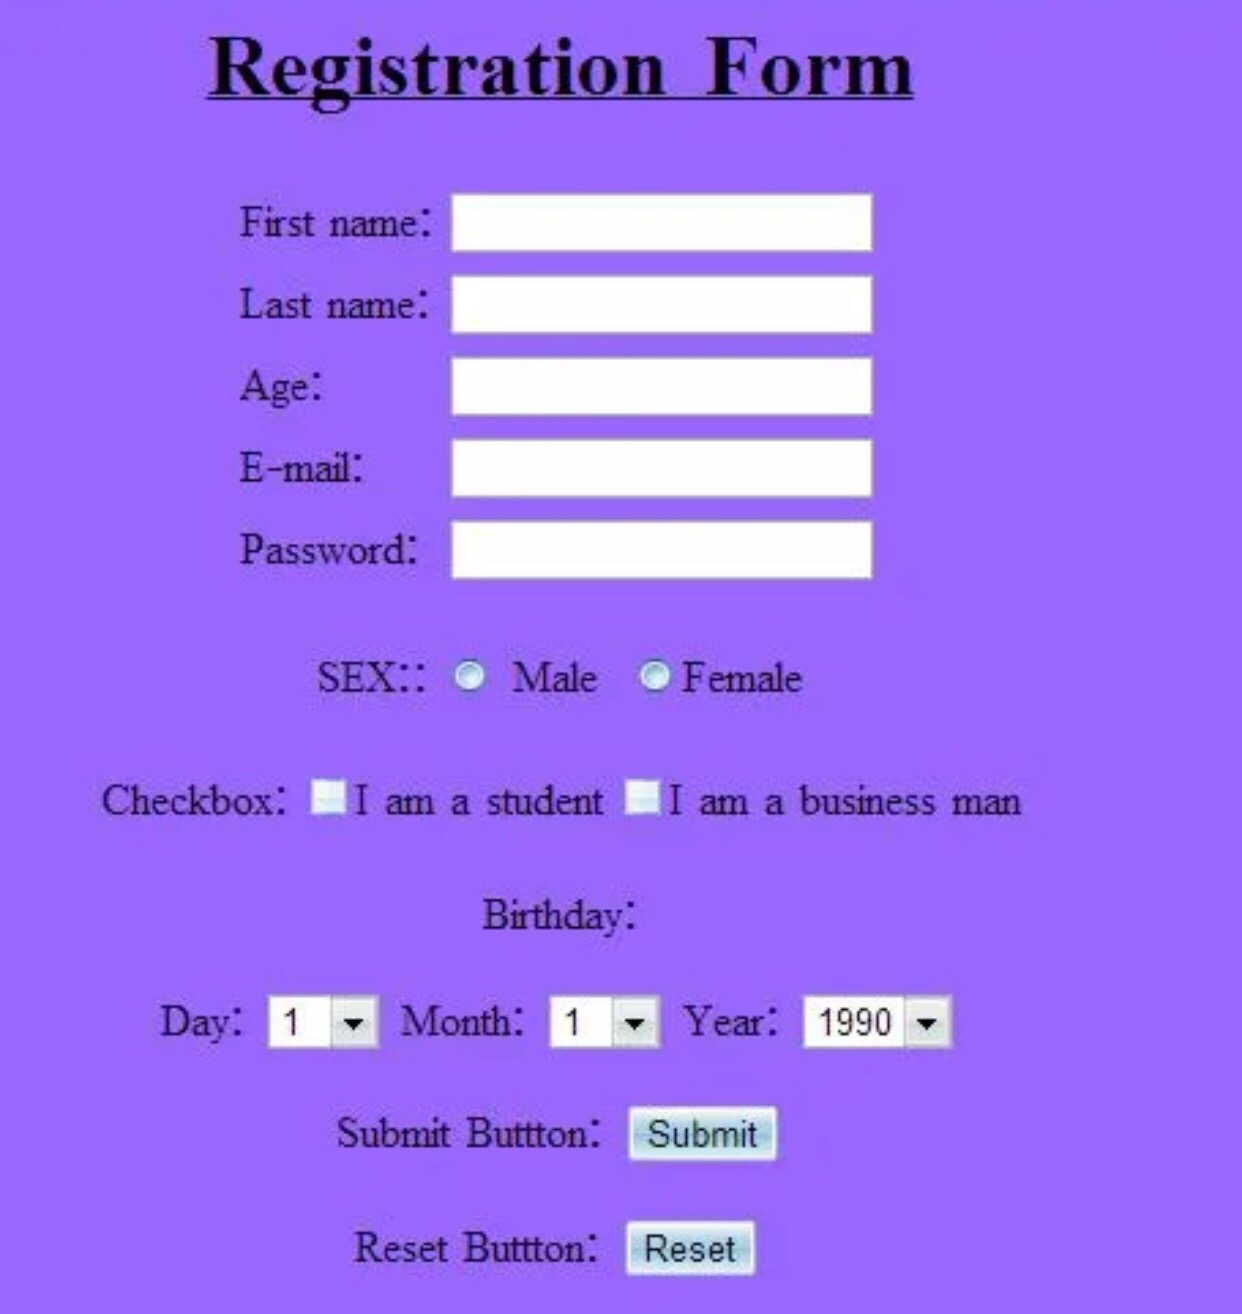 Registration Form
First name:
Last name:
Age:
E-mail:
Password:
SEX:: Male Female
Checkbox: I am a student I am a business man
Birthday:
Day: 1 Month: 1 Year: 1990
Submit Buttton: Submit
Reset Buttton: Reset